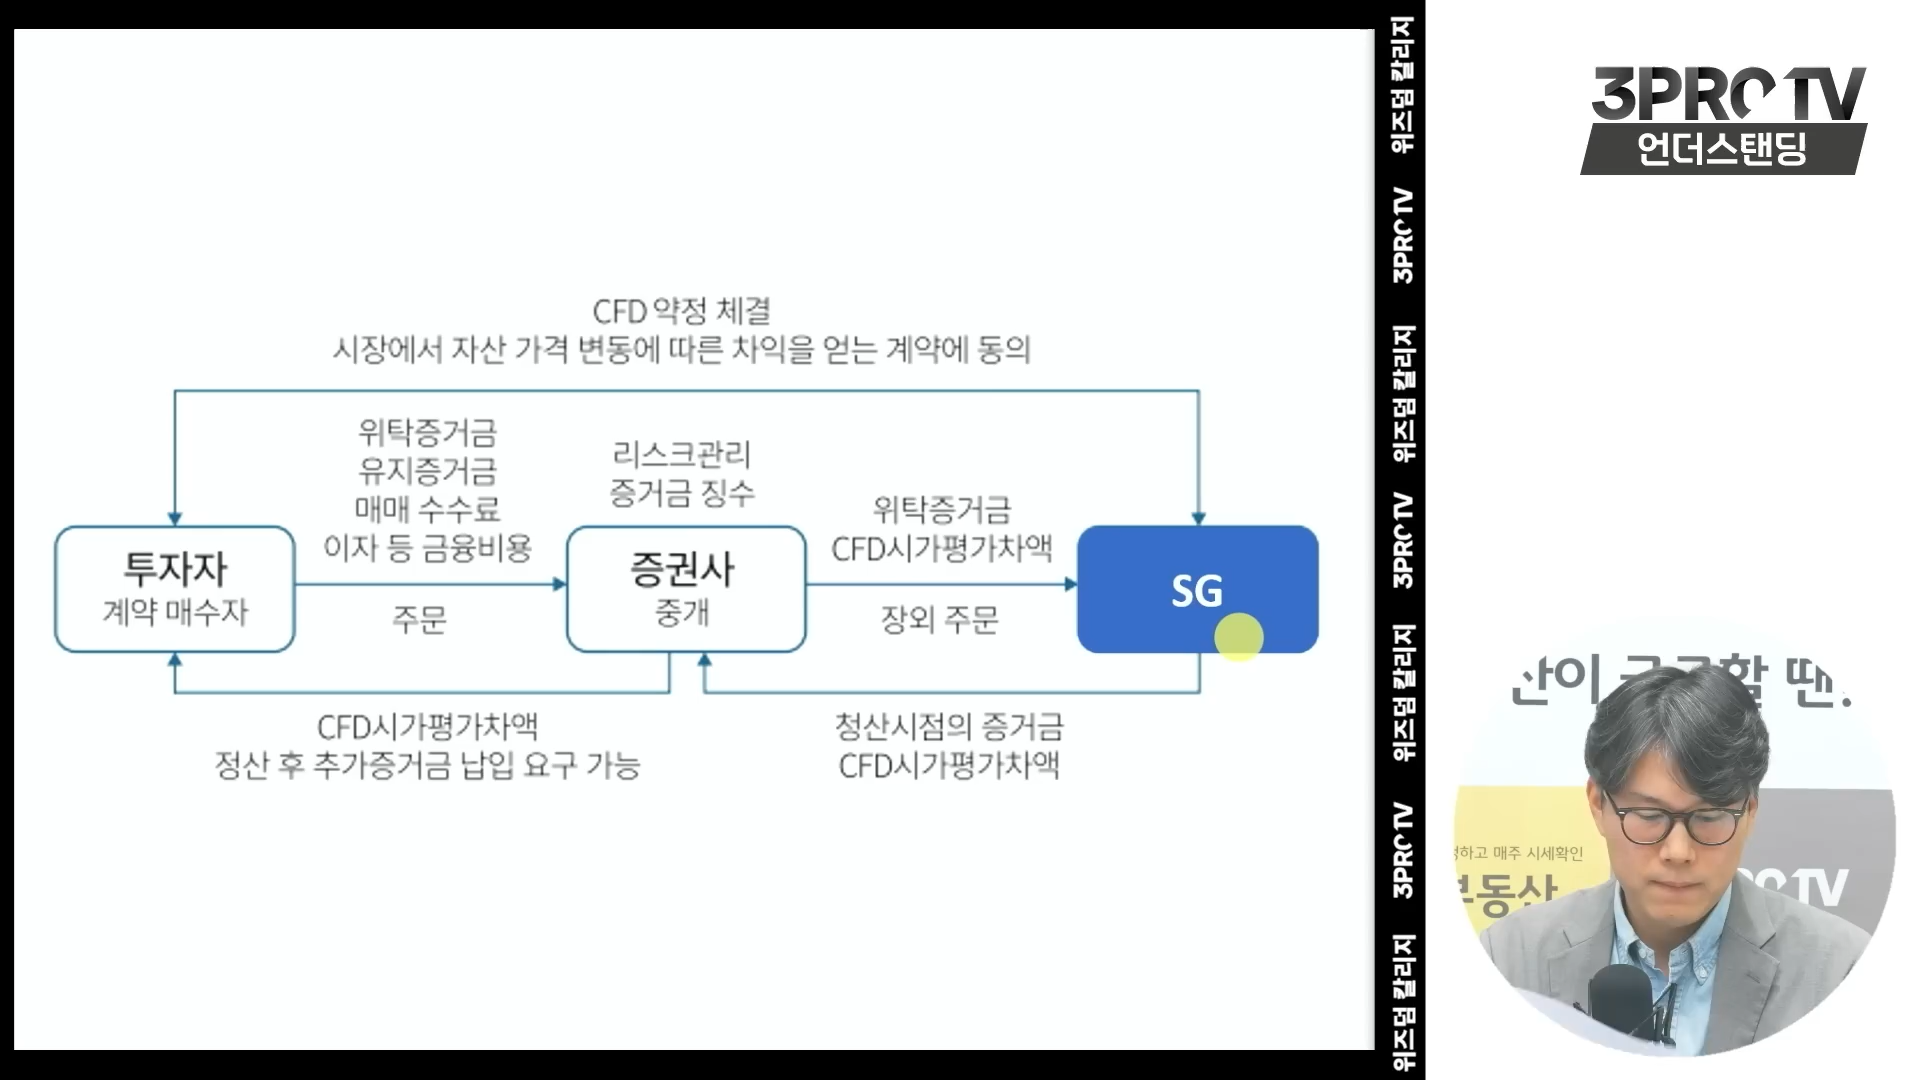 CFD 약정 체결
시장에서 자산 가격 변동에 따른 차익을 얻는 계약에 동의
위탁증거금
유지증거금
매매 수수료
이자 등 금융비용
리스크관리
증거금 징수
위탁증거금
CFD시가평가차액
투자자
계약 매수자
주문
증권사
중개
장외 주문
SG
CFD시가평가차액
정산 후 추가증거금 납입 요구 가능
청산시점의 증거금
CFD시가평가차액
위즈덤 칼리지
3PROTV
위즈덤 칼리지
3PROTV
위즈덤 칼리지
3PROTV
위즈덤 칼리지
3PROTV
언더스탠딩
땐.
하고 매주 시세확인
부동산